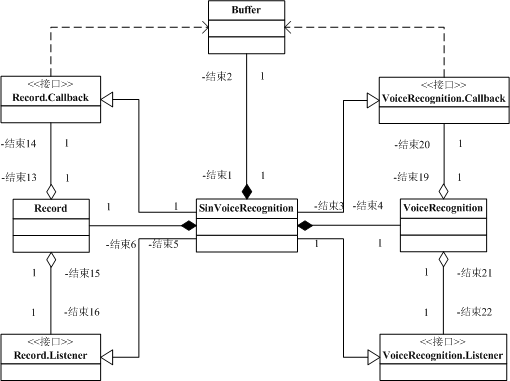 Buffer
-结束2 1
<<接口>>
Record.Callback
<<接口>>
VoiceRecognition.Callback
-结束14 1
1 -结束20
-结束13 1
-结束1 1
-结束19 1
Record
1 1
SinVoiceRecognition
-结束3 -结束4
VoiceRecognition
-结束6 -结束5
1 1
1 -结束15
1 -结束21
1 -结束16
1 -结束22
<<接口>>
Record.Listener
<<接口>>
VoiceRecognition.Listener